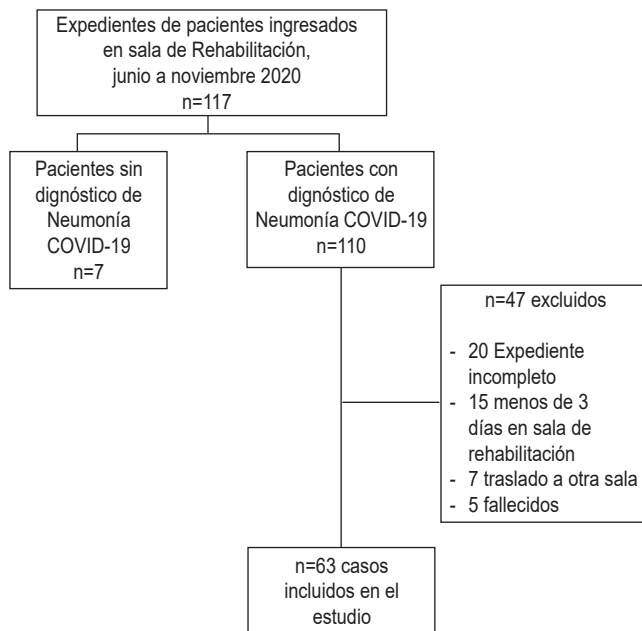 Expedientes de pacientes ingresados
en sala de Rehabilitación,
junio a noviembre 2020
n=117
Pacientes sin
dignóstico de
Neumonía
COVID-19
n=7
Pacientes con
dignóstico de
Neumonía COVID-19
n=110
n=47 excluidos
- 20 Expediente
incompleto
- 15 menos de 3
días en sala de
rehabilitación
- 7 traslado a otra sala
- 5 fallecidos
n=63 casos
incluidos en el
estudio